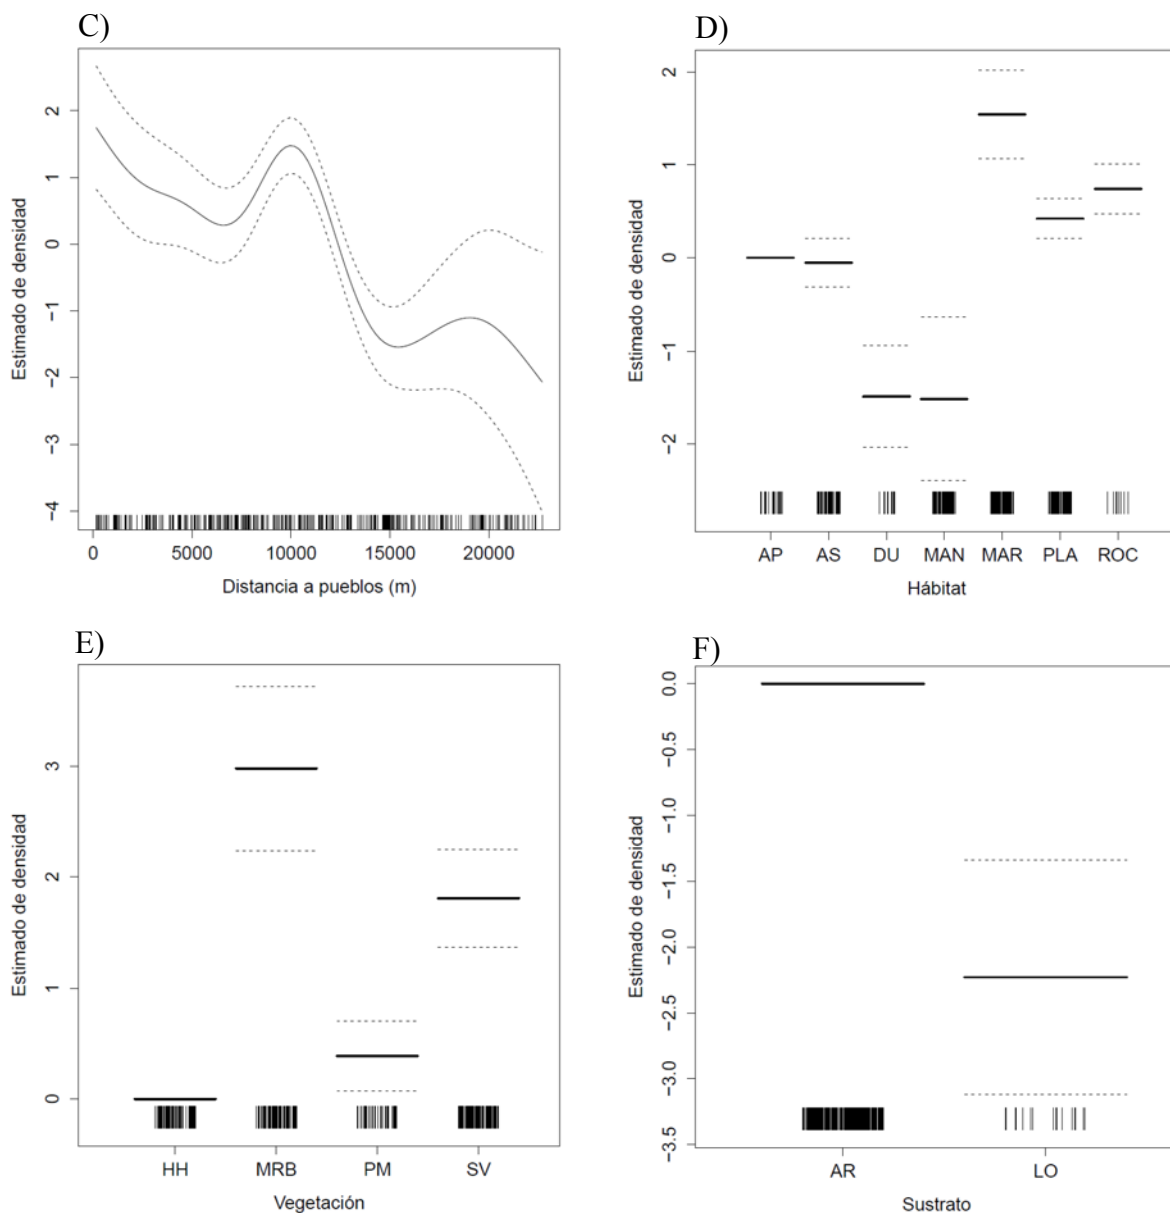 C)
Estimado de densidad
2
1
0
−1
−2
−3
−4
0 5000 10000 15000 20000
Distancia a pueblos (m)
D)
Estimado de densidad
2
1
0
−1
−2
AP AS DU MAN MAR PLA ROC
Hábitat
E)
Estimado de densidad
3
2
1
0
HH MRB PM SV
Vegetación
F)
Estimado de densidad
0.0
−0.5
−1.0
−1.5
−2.0
−2.5
−3.0
−3.5
AR LO
Sustrato